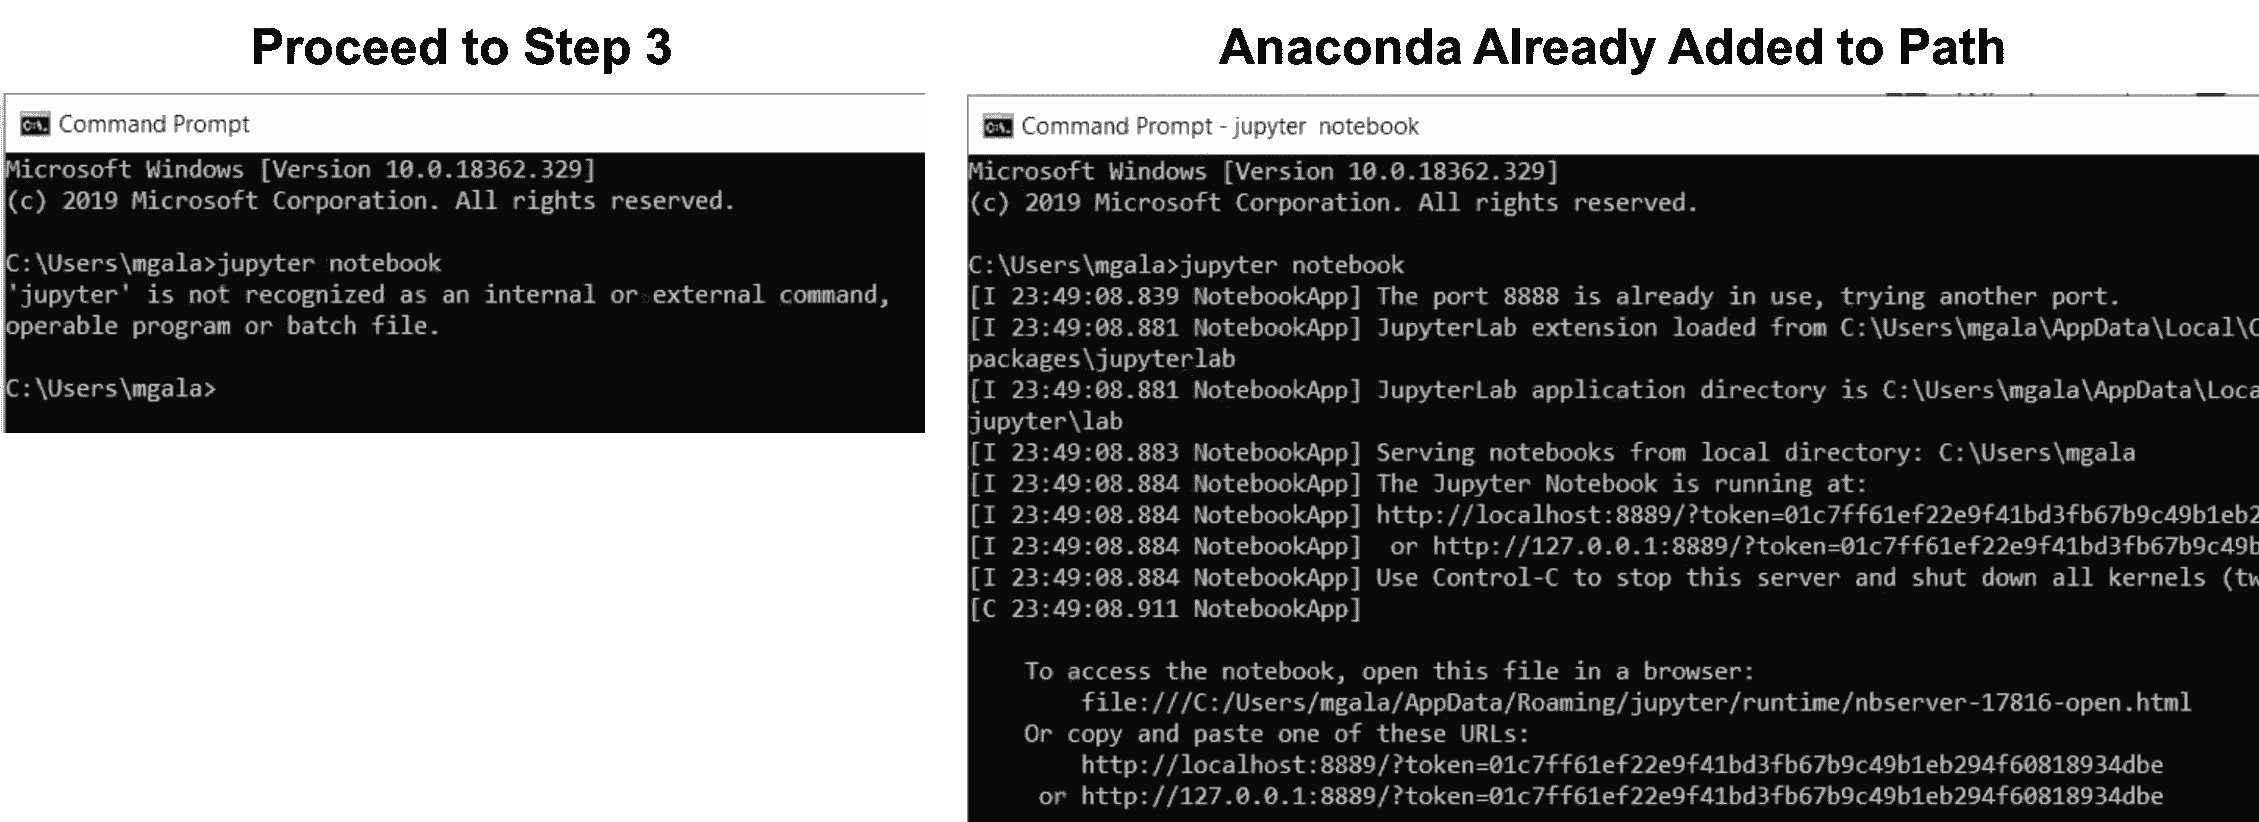 Proceed to Step 3
Command Prompt
Microsoft Windows [Version 10.0.18362.329]
(c) 2019 Microsoft Corporation. All rights reserved.
C:\Users\mgala>jupyter notebook
'jupyter' is not recognized as an internal or external command,
operable program or batch file.
C:\Users\mgala>
Anaconda Already Added to Path
Command Prompt - jupyter notebook
Microsoft Windows [Version 10.0.18362.329]
(c) 2019 Microsoft Corporation. All rights reserved.
C:\Users\mgala>jupyter notebook
[I 23:49:08.839 NotebookApp] The port 8888 is already in use, trying another port.
[I 23:49:08.881 NotebookApp] JupyterLab extension loaded from C:\Users\mgala\AppData\Local\C
packages\jupyterlab
[I 23:49:08.881 NotebookApp] JupyterLab application directory is C:\Users\mgala\AppData\Loca
jupyter\lab
[I 23:49:08.883 NotebookApp] Serving notebooks from local directory: C:\Users\mgala
[I 23:49:08.884 NotebookApp] The Jupyter Notebook is running at:
[I 23:49:08.884 NotebookApp] http://localhost:8889/?token=01c7ff61ef22e9f41bd3fb67b9c49b1eb2
[I 23:49:08.884 NotebookApp]  or http://127.0.0.1:8889/?token=01c7ff61ef22e9f41bd3fb67b9c49b
[I 23:49:08.884 NotebookApp] Use Control-C to stop this server and shut down all kernels (tw
[C 23:49:08.911 NotebookApp]
To access the notebook, open this file in a browser:
file:///C:/Users/mgala/AppData/Roaming/jupyter/runtime/nbserver-17816-open.html
Or copy and paste one of these URLs:
http://localhost:8889/?token=01c7ff61ef22e9f41bd3fb67b9c49b1eb294f60818934dbe
or http://127.0.0.1:8889/?token=01c7ff61ef22e9f41bd3fb67b9c49b1eb294f60818934dbe